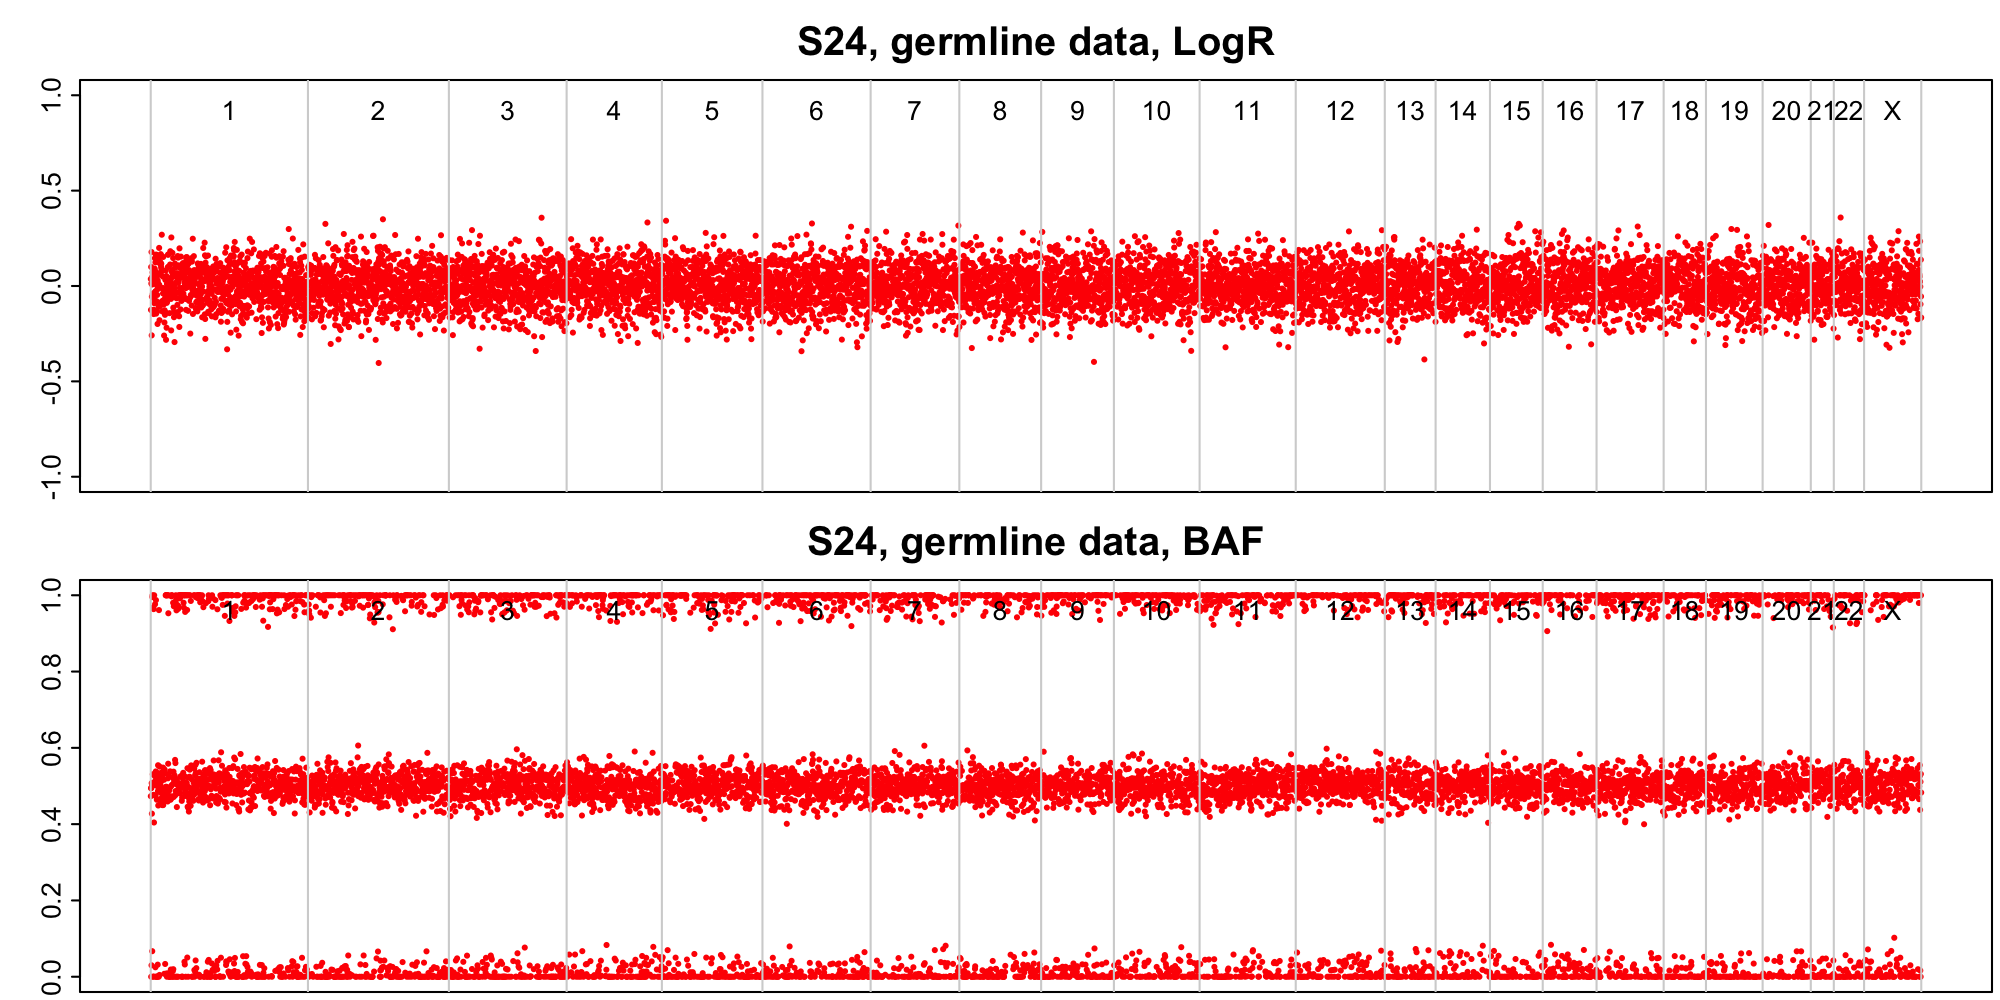 S24, germline data, LogR
1 2 3 4 5 6 7 8 9 10 11 12 13 14 15 16 17 18 19 20 21 22 X
1.0
0.5
0.0
-0.5
-1.0
S24, germline data, BAF
1 2 3 4 5 6 7 8 9 10 11 12 13 14 15 16 17 18 19 20 21 22 X
1.0
0.8
0.6
0.4
0.2
0.0